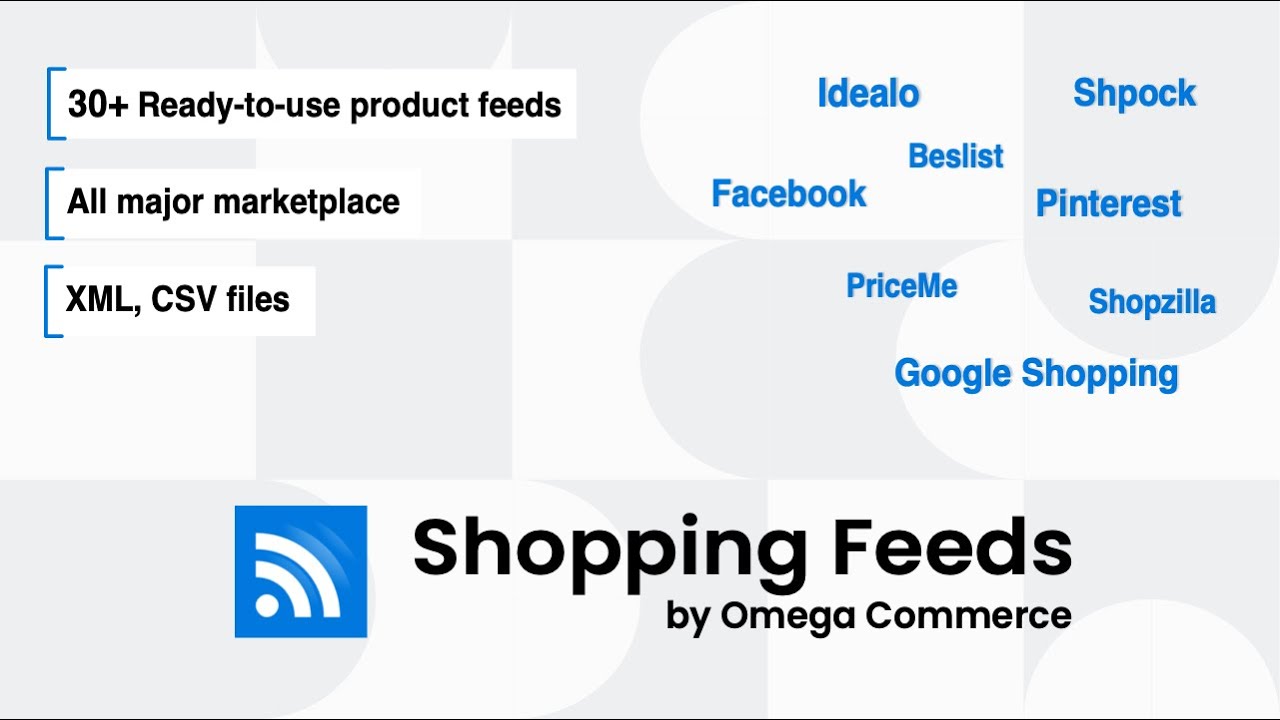 30+ Ready-to-use product feeds
All major marketplace
XML, CSV files
Idealo
Shpock
Beslist
Facebook
Pinterest
PriceMe
Shopzilla
Google Shopping
Shopping Feeds
by Omega Commerce